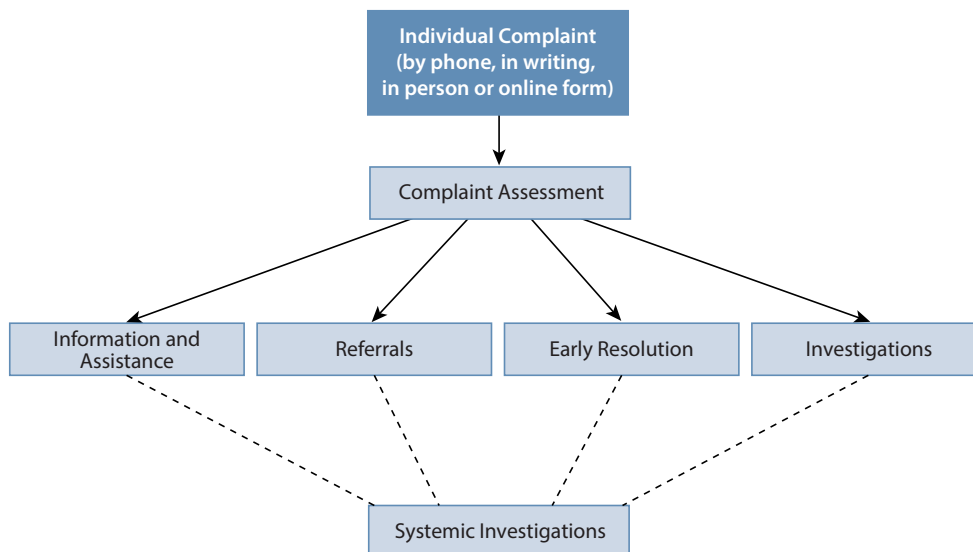 Individual Complaint
(by phone, in writing,
in person or online form)
Complaint Assessment
Information and
Assistance
Referrals
Early Resolution
Investigations
Systemic Investigations